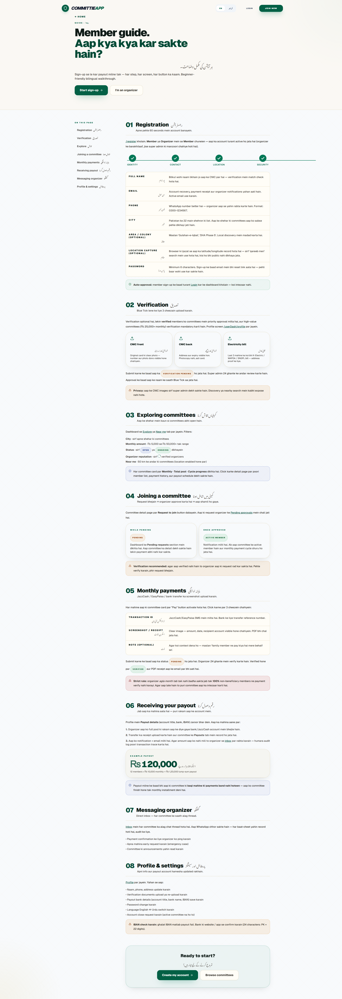 COMMITTIEAPP
EN
اردو
LOGIN
JOIN NOW
← HOME
GUIDE · رہنما
Member guide.
Aap kya kya kar sakte
hain?
ہر آپشن کی مکمل وضاحت۔
Sign-up se le kar payout milne tak — har step, har screen, har button ka kaam. Beginner-
friendly bilingual walkthrough.
Start sign-up →
I'm an organizer
ON THIS PAGE
Registration رجسٹریشن
Verification تصدیق
Explore تلاش
Joining a committee شامل ہونا
Monthly payments ماہانہ ادائیگی
Receiving payout رقم وصول کرنا
Messaging organizer گفتگو
Profile & settings پروفائل
01 Registration رجسٹریشن
Apne pehle 60 seconds mein account banayein.
/register kholain. Member ya Organizer mein se Member chuneien — aap ka account turant active ho jata hai (organizer
ke barakhilaaf, jise super admin ki manzoori chahiye hoti hai).
IDENTITY
CONTACT
LOCATION
SECURITY
FULL NAME
پورا نام
Bilkul wohi naam likhain jo aap ke CNIC par hai — verification mein match check
hota hai.
EMAIL
ای میل
Account recovery, payment receipt aur organizer notifications yahan aati hain.
Active email use karain.
PHONE
فون نمبر
WhatsApp number better hai — organizer aap se yahin rabta karte hain. Format:
0300-1234567.
CITY
شہر
Pakistan ke 22 main shehron ki list. Aap ke shehar ki committees aap ko sabse
pehle dikhayi jati hain.
AREA / COLONY
(OPTIONAL)
علاقہ
Maslan 'Gulshan-e-Iqbal', 'DHA Phase 5'. Local discovery mein madad karta hai.
LOCATION CAPTURE
(OPTIONAL)
مقام
Browser ki ijazat se aap ka latitude/longitude record hota hai — sirf 'qareeb meri'
search mein use hota hai, kisi ko bhi public nahi dikhaya jata.
PASSWORD
پاس ورڈ
Minimum 6 characters. Sign-up ke baad email mein bhi reset link aata hai — pehli
baar wohi use kar sakte hain.
Auto-approval: member sign-up ke baad turant Login kar ke dashboard kholain — koi intezaar nahi.
02 Verification تصدیق
Blue Tick lene ke liye 3 cheezain upload karain.
Verification optional hai, lekin verified members ko committees mein priority approval milta hai, aur high-value
committees (₨ 25,000+ monthly) verification mandatory karti hain. Profile screen /userDash/profile par jayein.
CNIC front
شناختی کارڈ سامنے
Original card ki clear photo —
number aur photo dono visible hone
chahiyein.
CNIC back
شناختی کارڈ پیچھے
Address aur expiry visible hon.
Photocopy nahi, asli card.
Electricity bill
بجلی کا بل
Last 3 mahine ka koi bhi K-Electric /
WAPDA / SNGPL bill — address
proof ke liye.
Submit karne ke baad aap ka VERIFICATION PENDING ho jata hai. Super admin 24 ghante ke andar review karte hain.
Approval ke baad aap ke naam ke saath Blue Tick aa jata hai.
Privacy: aap ke CNIC images sirf super admin dekh sakte hain. Discovery ya nearby search mein kabhi expose
nahi hote.
03 Exploring committees کمیٹیاں تلاش کرنا
Aap ke shehar mein kaun si committees abhi open hain.
Dashboard se Explore ya Near me tab par jayein. Filters:
City · sirf apne shehar ki committees
Monthly amount · ₨ 5,000 se ₨ 50,000+ tak range
Status · sirf OPEN ya ONGOING dikhayein
Organizer reputation · sirf verified organizers
Near me · 50 km ke andar ki committees (location enabled hone par)
Har committee card par Monthly · Total pool · Cycle progress dikhta hai. Click karke detail page par poori
member list, payment history, aur payout schedule dekh sakte hain.
04 Joining a committee کمیٹی میں شامل ہونا
Request bhejain → organizer approve karta hai → aap shamil ho gaye.
Committee detail page par Request to join button dabayein. Aap ki request organizer ke Pending approvals mein chali jati
hai.
WHILE PENDING
PENDING
Dashboard ke Pending requests section mein
dikhta hai. Aap committee ka detail dekh sakte hain
lekin payment abhi nahi kar sakte.
ONCE APPROVED
ACTIVE MEMBER
Notification milti hai. Ab aap committee ke active
member hain aur monthly payment cycle shuru ho
jata hai.
Verification recommended: agar aap verified nahi hain to organizer aap ki request rad kar sakta hai. Pehle
verify karain, phir request bhejain.
05 Monthly payments ماہانہ ادائیگی
JazzCash / EasyPaisa / bank transfer ka screenshot upload karain.
Har mahine aap ki committee card par "Pay" button activate hota hai. Click karne par 3 cheezein chahiyein:
TRANSACTION ID
ٹرانزیکشن آئی ڈی
JazzCash/EasyPaisa SMS mein milta hai. Bank ke liye transfer reference number.
SCREENSHOT / RECEIPT
اسکرین شاٹ
Clear image — amount, date, recipient account visible hone chahiyein. PDF bhi chal
jata hai.
NOTE (OPTIONAL)
نوٹ
Agar koi context dena ho — maslan 'family member ne pay kiya hai mere behalf
se'.
Submit karne ke baad aap ka status PENDING ho jata hai. Organizer 24 ghante mein verify karte hain. Verified hone
par VERIFIED aur PDF receipt aap ke email par bhi aati hai.
Strict rule: organizer agla month tab tak nahi badha sakta jab tak 100% non-beneficiary members ne payment
verify nahi karayi. Agar aap late hain to puri committee aap ka intezaar karti hai.
06 Receiving your payout رقم وصول کرنا
Jab aap ka mahina aata hai — puri rakam aap ke account mein.
Profile mein Payout details (account title, bank, IBAN) zaroor bhar dein. Aap ka mahina aane par:
1. Organizer aap ko full pool ki rakam aap ke diye gaye bank/JazzCash account mein bhejte hain.
2. Transfer ka receipt upload karte hain aur committee ke Payouts tab mein record ho jata hai.
3. Aap ko notification + email milti hai. Agar amount aap ko nahi mili to organizer se inbox par rabta karain — humara audit
log poori transaction trace karta hai.
EXAMPLE PAYOUT
₨ 120,000 ۱ لاکھ 20 ہزار روپے
12 members × ₨ 10,000 monthly = ₨ 1,20,000 lump-sum payout
Payout milne ke baad bhi aap ki committee ki baqi mahine ki payments band nahi hoteen — aap ko committee
finish hone tak monthly installment deni hai.
07 Messaging organizer گفتگو
Direct inbox — har committee ke saath alag thread.
Inbox mein har committee ka alag chat thread hota hai. Aap WhatsApp chhor sakte hain — har baat-cheet yahin record
hoti hai, audit ke liye.
• Payment confirmation ke liye organizer ko ping karain
• Apna mahina early request karain (emergency case)
• Committee ki announcements yahin read karain
08 Profile & settings پروفائل اور سیٹنگز
Apni info aur payout account hamesha updated rakhain.
Profile par jayein. Yahan se aap:
• Naam, phone, address update karain
• Verification documents upload ya re-upload karain
• Payout bank details (account title, bank name, IBAN) save karain
• Password change karain
• Language English ↔ Urdu switch karain
• Account close request karain (active committee na ho to)
IBAN check karain: ghalat IBAN matlab payout fail. Bank ki website / app se confirm karain (24 characters: PK +
22 digits).
Ready to start?
شروع کرنے کے لیے تیار ہیں؟
Create my account →
Browse committees